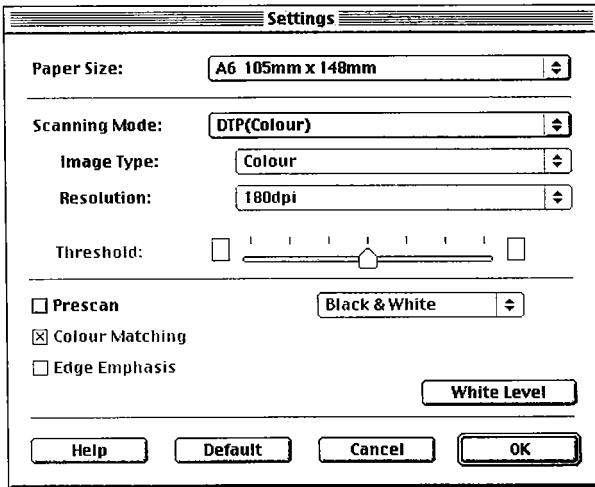 Settings
Paper Size: A6 105mm x 148mm
Scanning Mode: DTP(Colour)
Image Type: Colour
Resolution: 180dpi
Threshold:
Prescan Black & White
Colour Matching
Edge Emphasis
White Level
Help Default Cancel OK